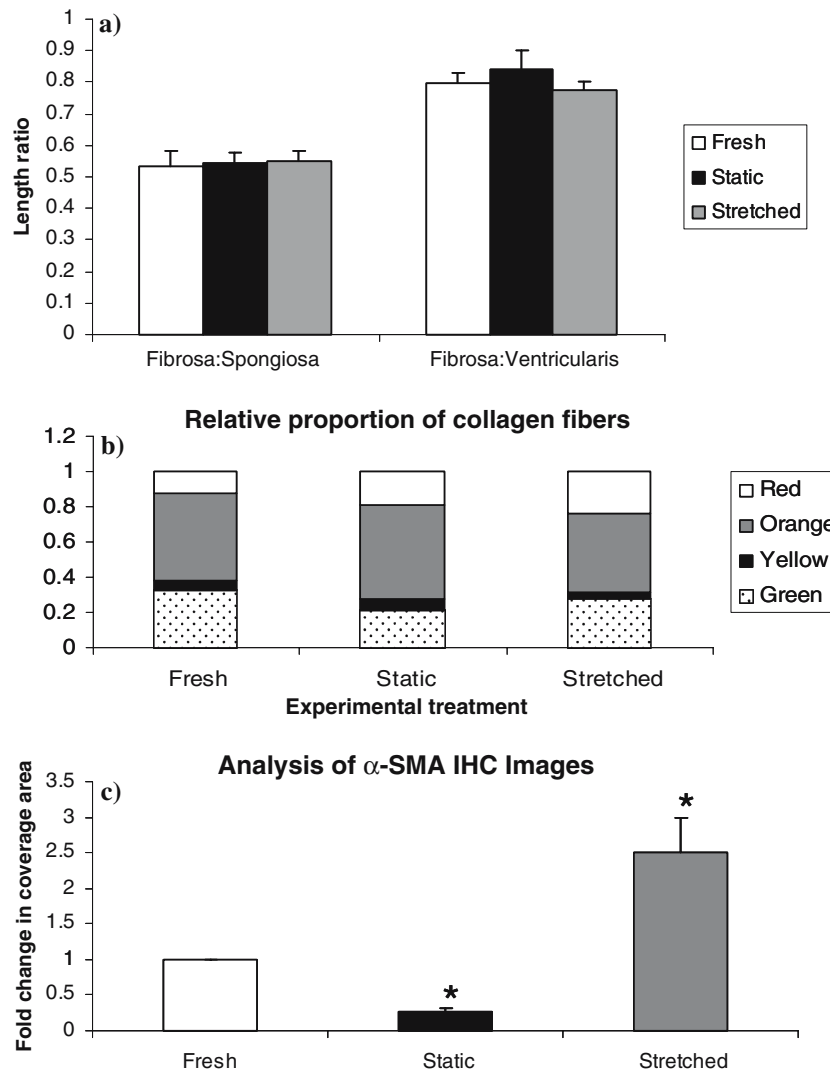 a)
1
0.9
0.8
0.7
0.6
0.5
0.4
0.3
0.2
0.1
0
Length ratio
Fibrosa:Spongiosa
Fibrosa:Ventricularis
Fresh
Static
Stretched
Relative proportion of collagen fibers
b)
1.2
1
0.8
0.6
0.4
0.2
0
Fresh
Static
Stretched
Experimental treatment
Red
Orange
Yellow
Green
Analysis of α-SMA IHC Images
c)
3.5
3
2.5
2
1
0.5
0
Fold change in coverage area
*
*
Fresh
Static
Stretched